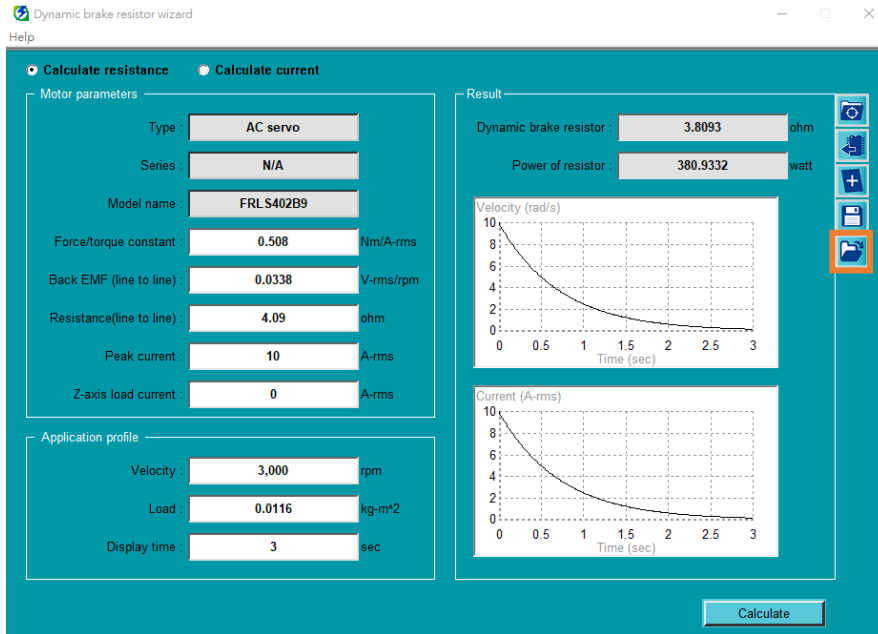 Dynamic brake resistor wizard
Help
Calculate resistance Calculate current
Motor parameters
Type : AC servo
Series : N/A
Model name : FRLS402B9
Force/torque constant : 0.508 Nm/A-rms
Back EMF (line to line) : 0.0338 V-rms/rpm
Resistance(line to line) : 4.09 ohm
Peak current : 10 A-rms
Z-axis load current : 0 A-rms
Application profile
Velocity : 3,000 rpm
Load : 0.0116 kg-m^2
Display time : 3 sec
Result
Dynamic brake resistor : 3.8093 ohm
Power of resistor : 380.9332 watt
Velocity (rad/s)
10
8
6
4
2
0
0 0.5 1 1.5 2 2.5 3
Time (sec)
Current (A-rms)
10
8
6
4
2
0
0 0.5 1 1.5 2 2.5 3
Time (sec)
Calculate